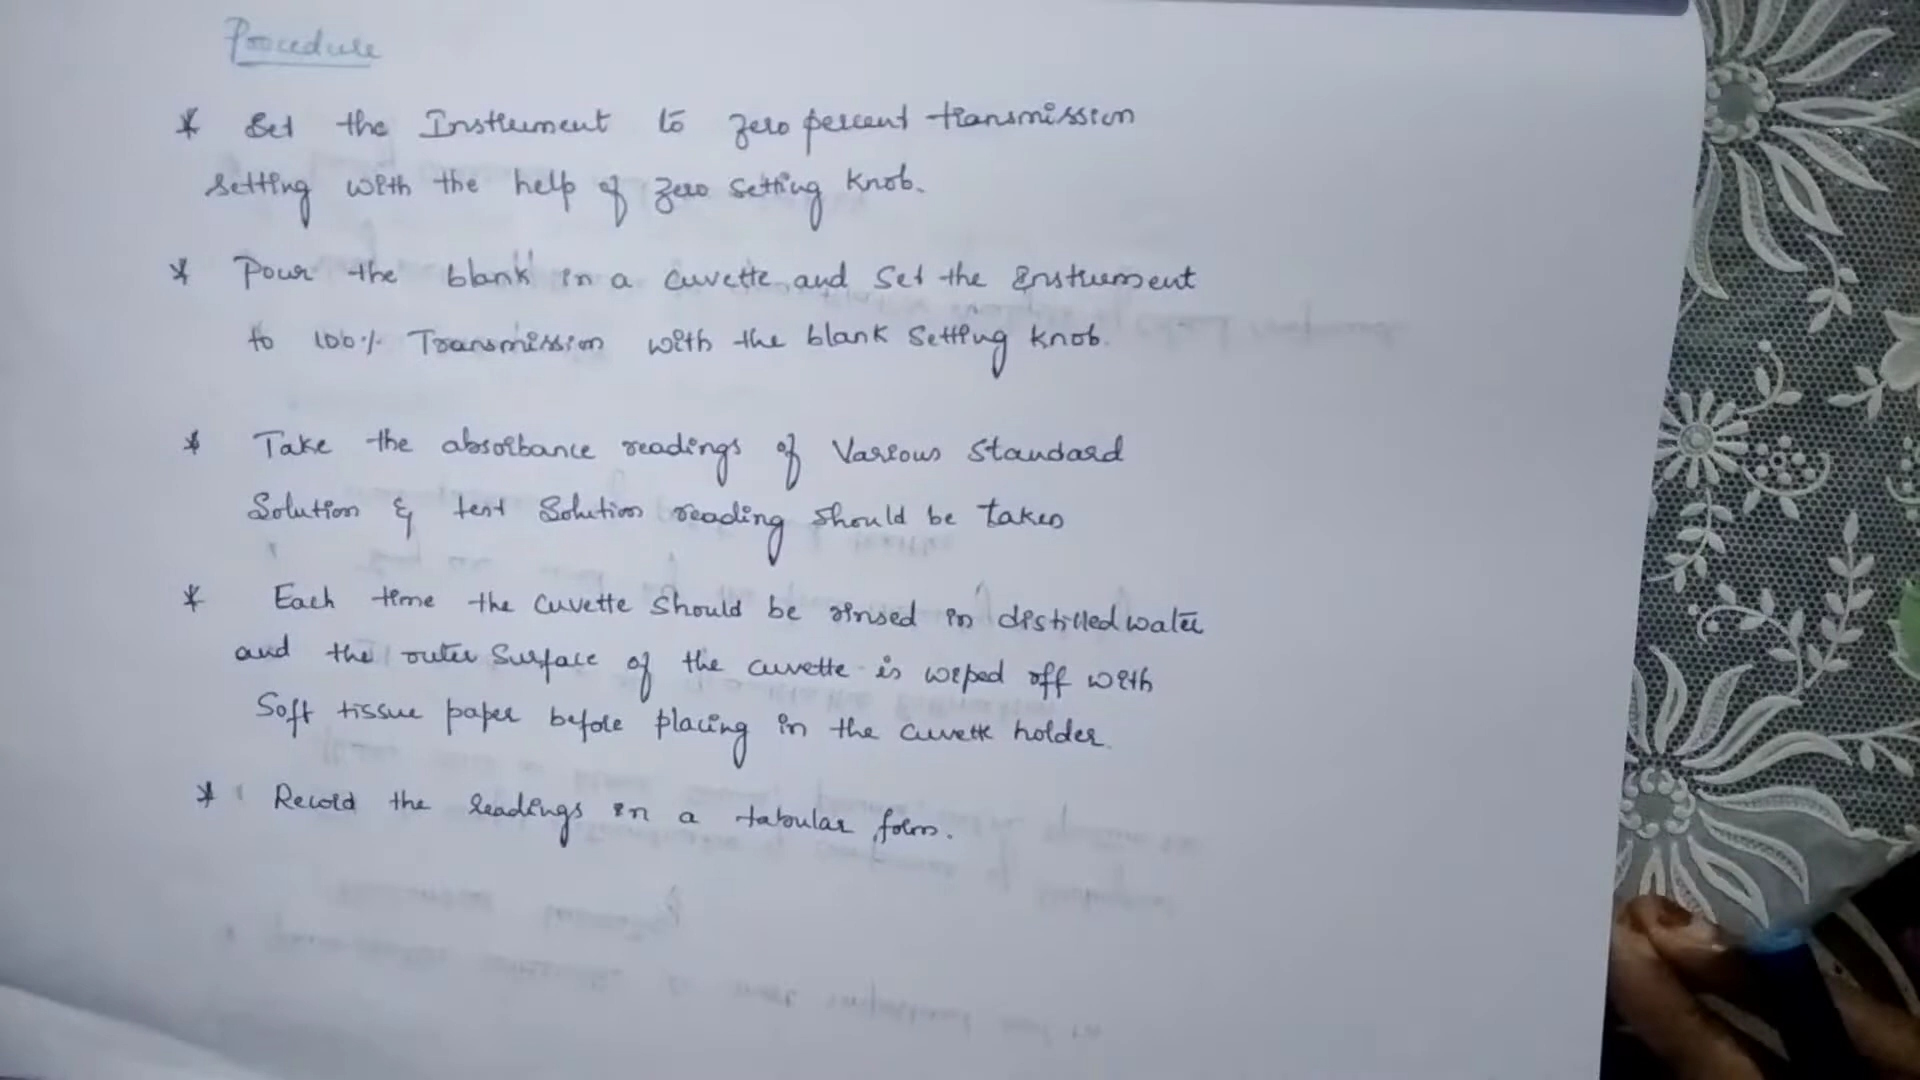 Procedure
* Set the Instrument to zero percent transmission
setting with the help of zero setting knob.
* Pour the blank in a cuvette and set the Instrument
to 100% Transmission with the blank setting knob.
* Take the absorbance readings of various standard
Solution & test Solution reading should be taken
* Each time the cuvette should be rinsed in distilled water
and the outer surface of the cuvette is wiped off with
Soft tissue paper before placing in the cuvette holder.
* Record the readings in a tabular form.